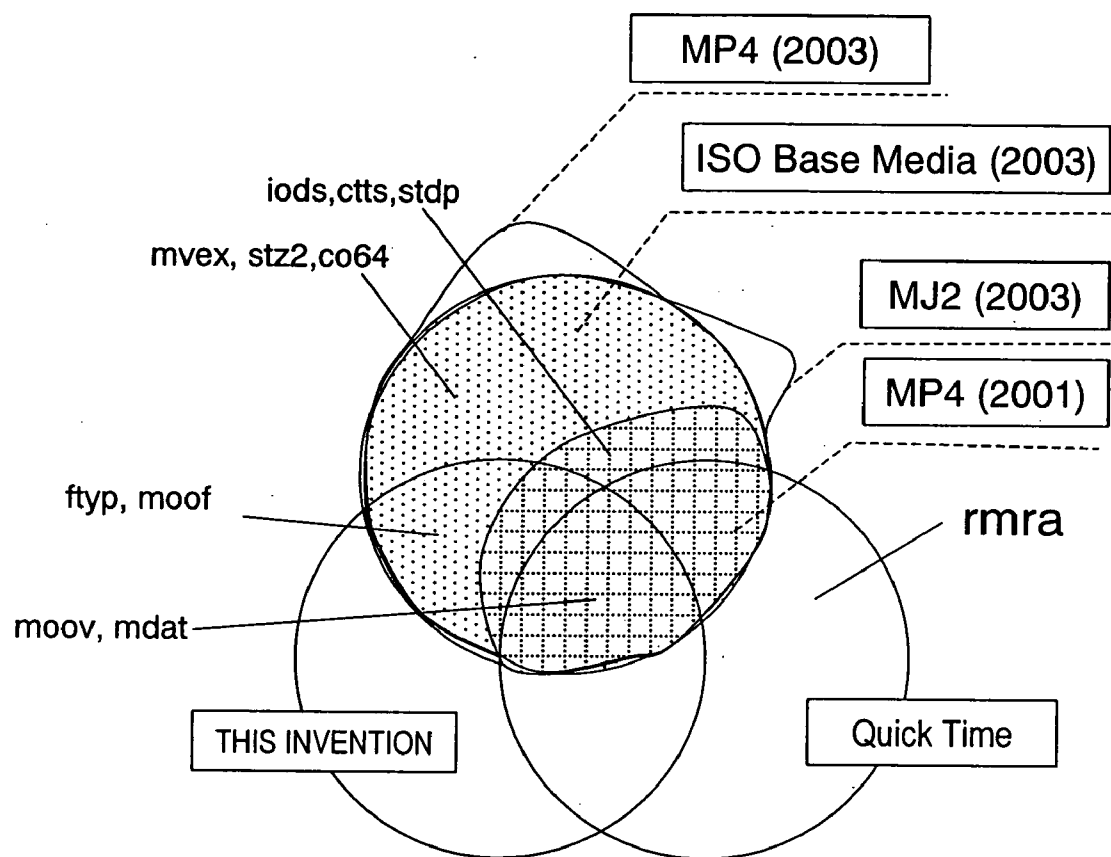 MP4 (2003)
ISO Base Media (2003)
iods,ctts,stdp
mvex, stz2,co64
MJ2 (2003)
MP4 (2001)
ftyp, moof
rmra
moov, mdat
THIS INVENTION
Quick Time